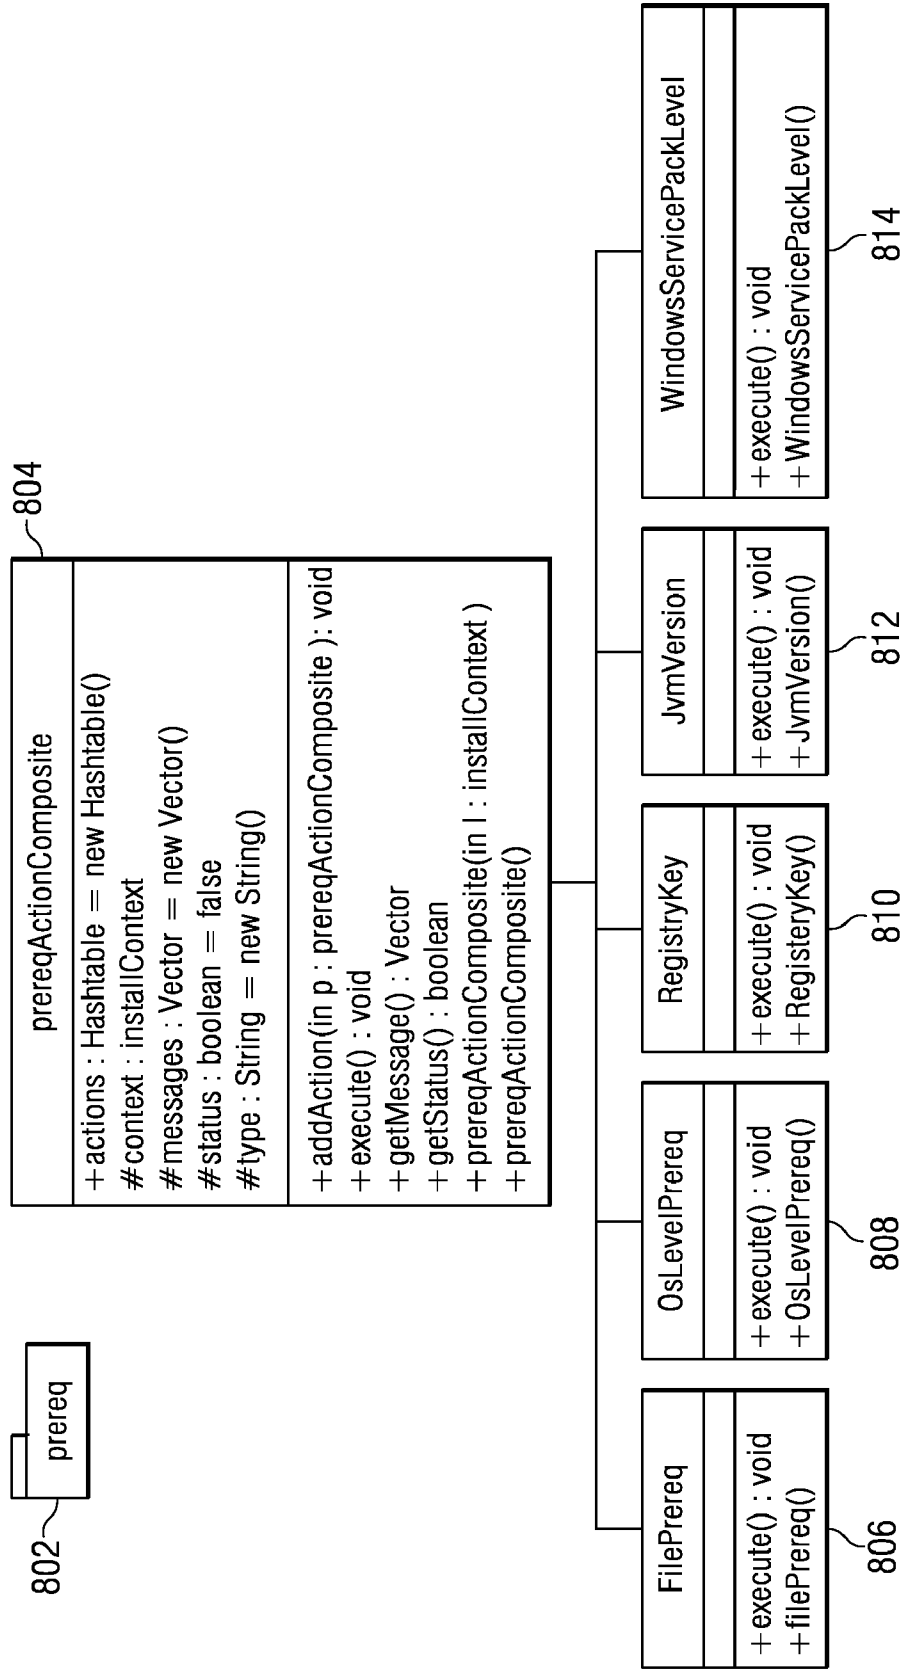 802
prereq
804
prereqActionComposite
+actions : Hashtable = new Hashtable()
#context : installContext
#messages : Vector = new Vector()
#status : boolean = false
#type : String = new String()
+addAction(in p : prereqActionComposite ): void
+execute() : void
+getMessage() : Vector
+getStatus() : boolean
+prereqActionComposite(in I : installContext )
+prereqActionComposite()
FilePrereq
+execute() : void
+filePrereq()
806
OsLevelPrereq
+execute() : void
+OsLevelPrereq()
808
RegistryKey
+execute() : void
+RegisteryKey()
810
JvmVersion
+execute() : void
+JvmVersion()
812
WindowsServicePackLevel
+execute() : void
+WindowsServicePackLevel()
814